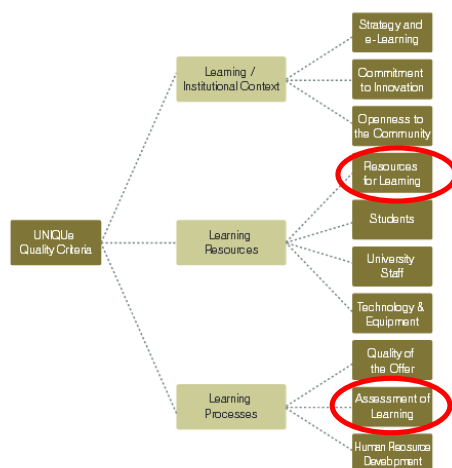 Strategy and
e-Learning
Learning /
Institutional Context
Commitment
to Innovation
Openness to
the Community
Resources
for Learning
Students
UNIQUe
Quality Criteria
Learning
Resources
University
Staff
Technology &
Equipment
Quality of
the Offer
Learning
Processes
Assessment of
Learning
Human Resource
Development